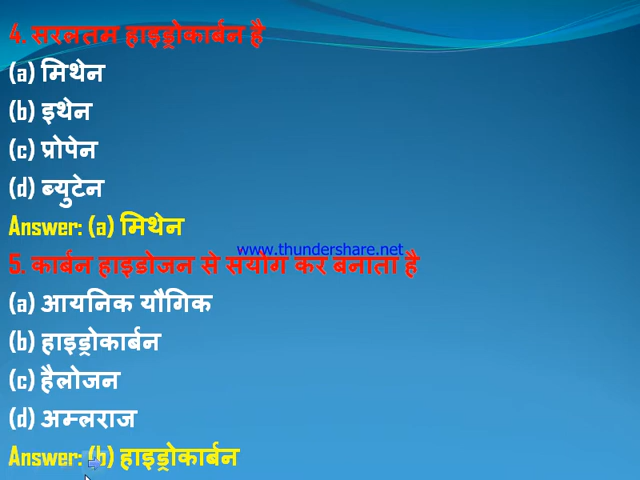 4. सरलतम हाइड्रोकार्बन है
(a) मिथेन
(b) इथेन
(c) प्रोपेन
(d) ब्युटेन
Answer: (a) मिथेन
www.thundershare.net
5. कार्बन हाइडोजन से सयोग कर बनाता है
(a) आयनिक यौगिक
(b) हाइड्रोकार्बन
(c) हैलोजन
(d) अम्लराज
Answer: (b) हाइड्रोकार्बन